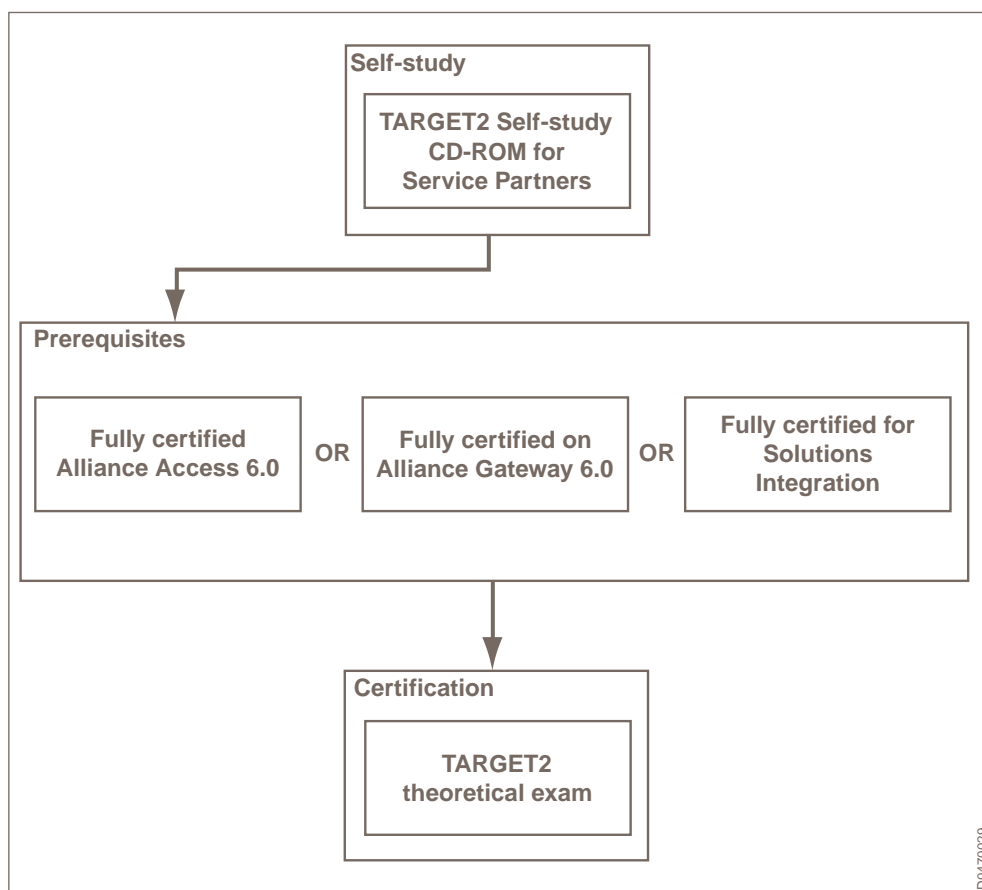 Self-study
TARGET2 Self-study
CD-ROM for
Service Partners
Prerequisites
Fully certified
Alliance Access 6.0
OR
Fully certified on
Alliance Gateway 6.0
OR
Fully certified for
Solutions
Integration
Certification
TARGET2
theoretical exam
D0470029